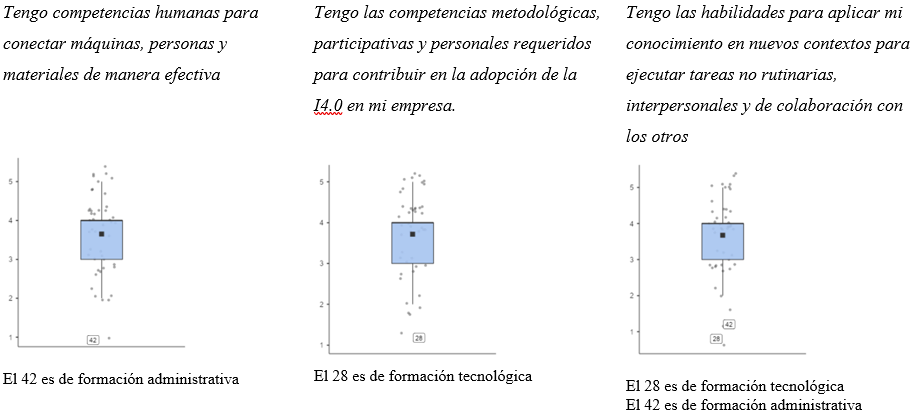 Tengo competencias humanas para
conectar máquinas, personas y
materiales de manera efectiva
5
4
3
2
1
42
El 42 es de formación administrativa
Tengo las competencias metodológicas,
participativas y personales requeridos
para contribuir en la adopción de la
I4.0 en mi empresa.
5
4
3
2
1
28
El 28 es de formación tecnológica
Tengo las habilidades para aplicar mi
conocimiento en nuevos contextos para
ejecutar tareas no rutinarias,
interpersonales y de colaboración con
los otros
5
4
3
2
1
42
28
El 28 es de formación tecnológica
El 42 es de formación administrativa